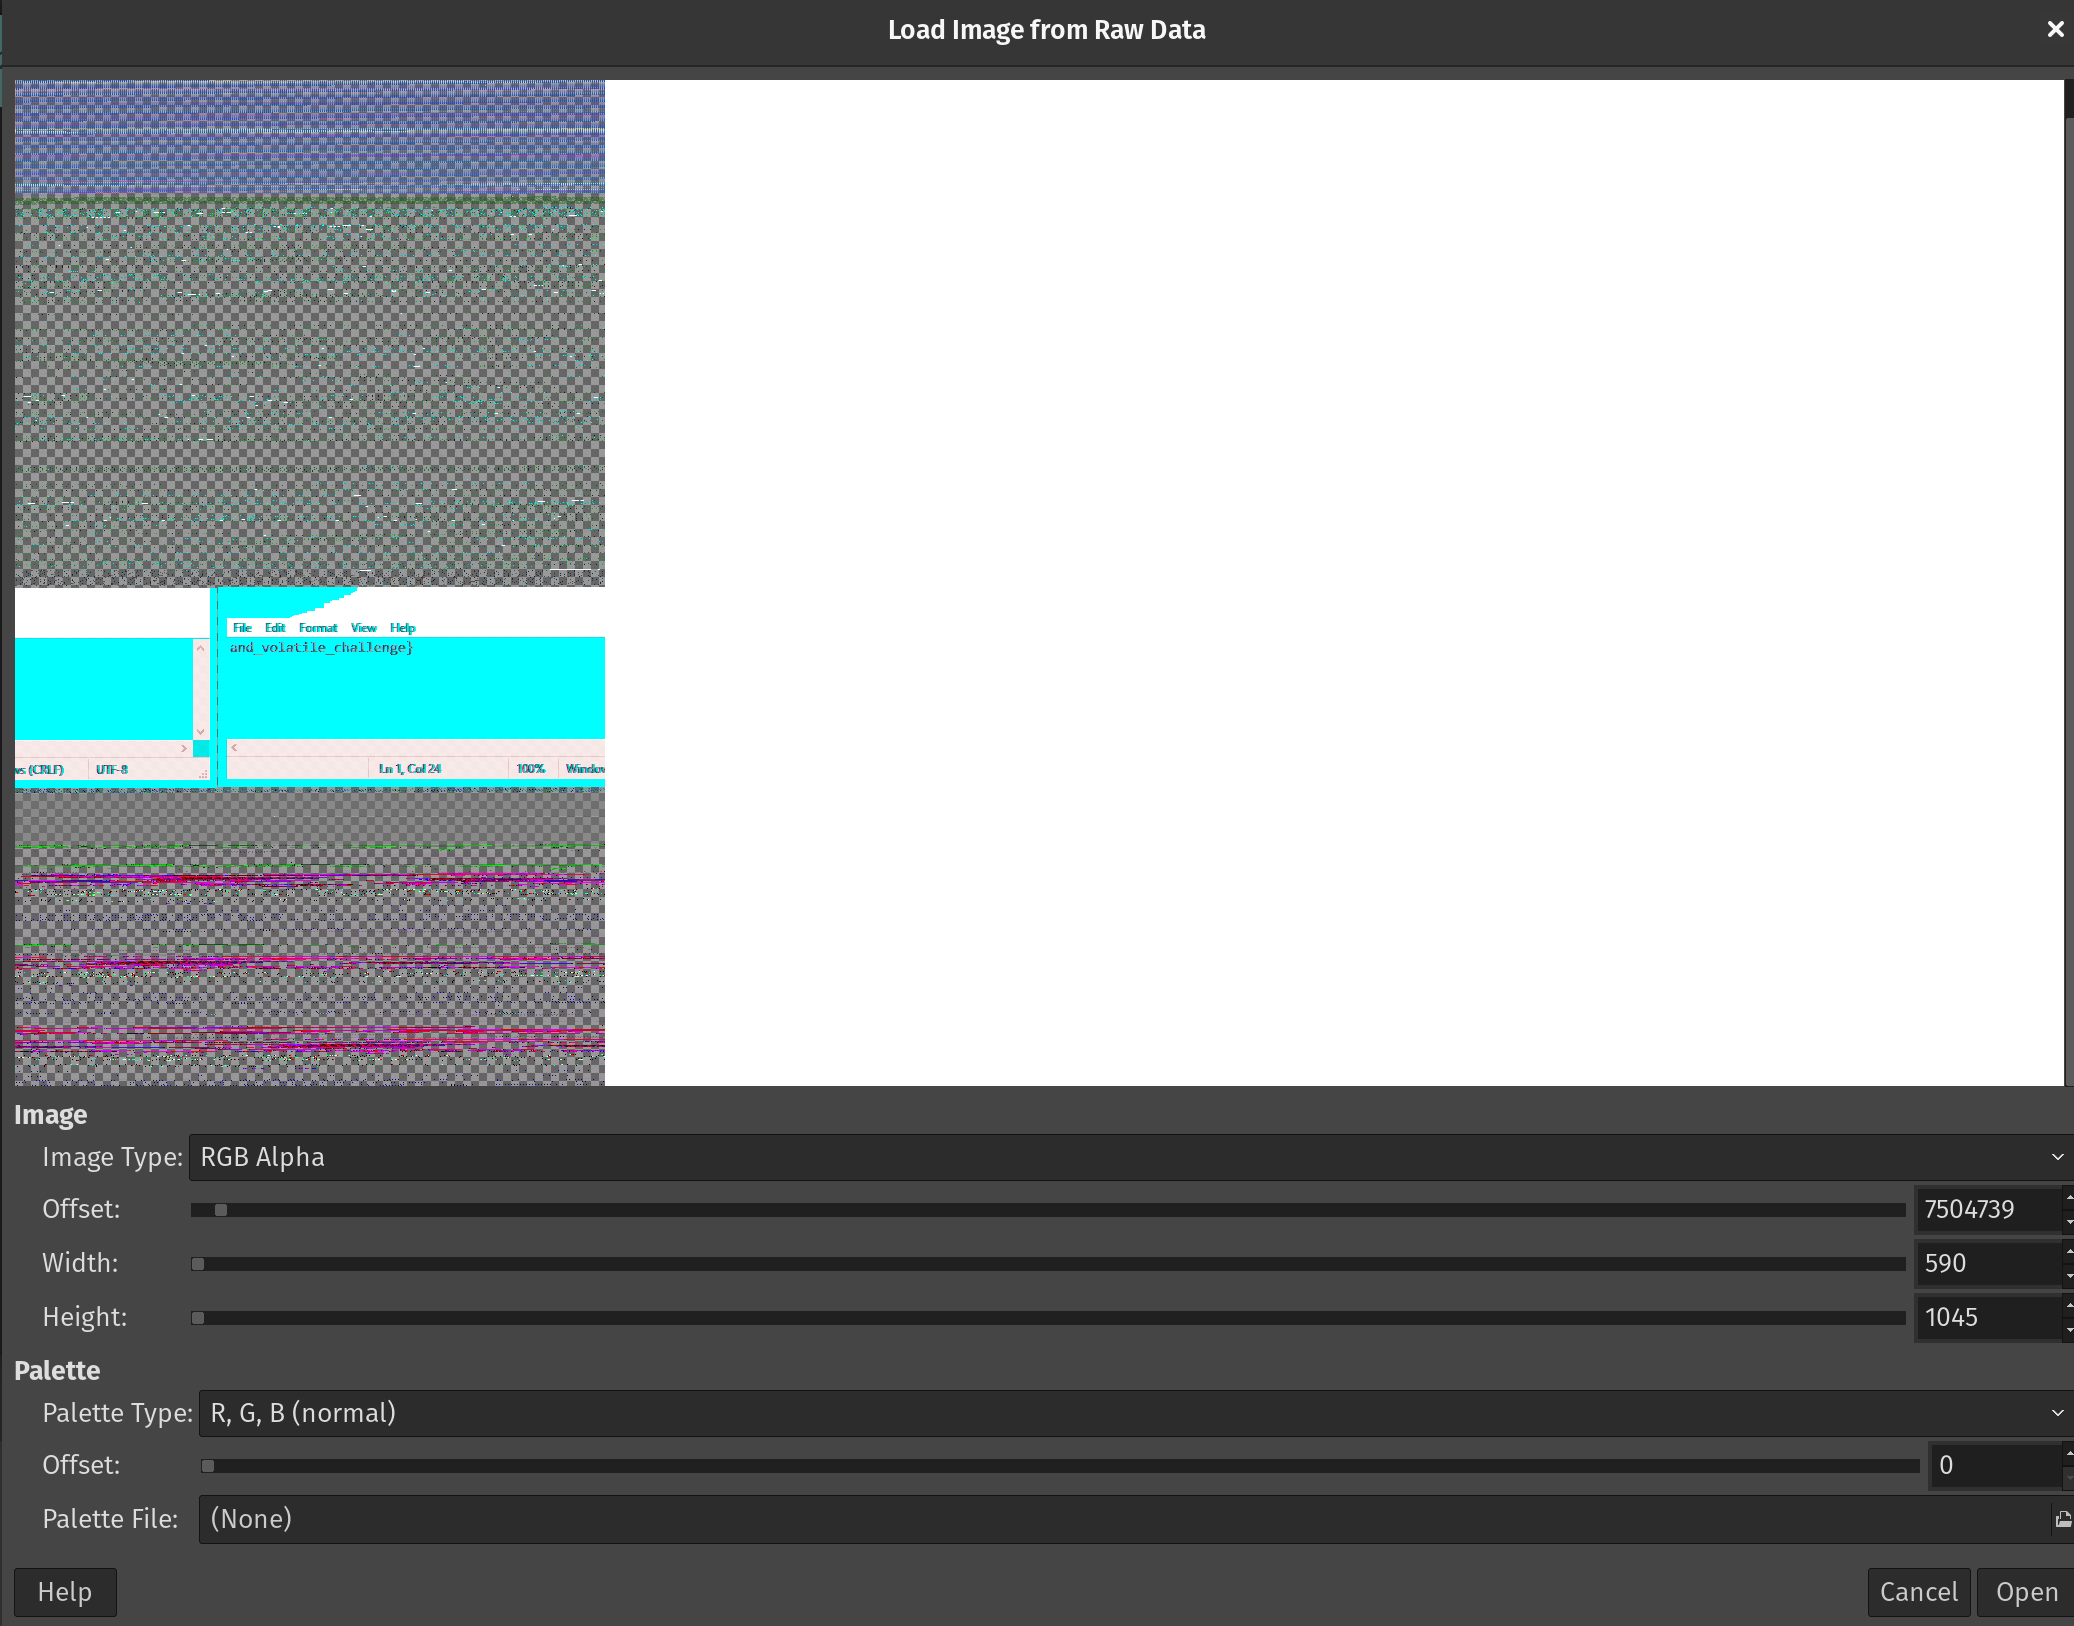 Load Image from Raw Data
File Edit Format View Help
and_volatile_challenge}
ws (CRLF) UTF-8 Ln 1, Col 24 100% Window
Image
Image Type: RGB Alpha
Offset: 7504739
Width: 590
Height: 1045
Palette
Palette Type: R, G, B (normal)
Offset: 0
Palette File: (None)
Help Cancel Open